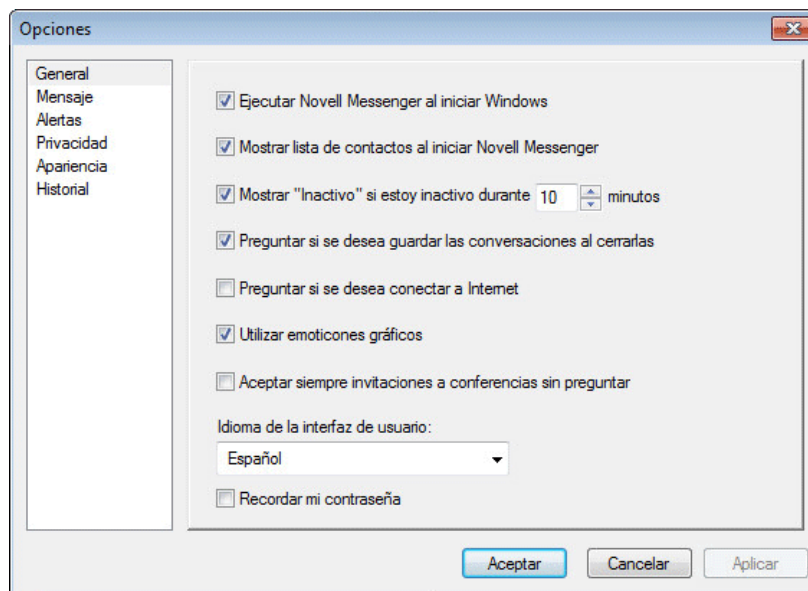 Opciones
General
Mensaje
Alertas
Privacidad
Apariencia
Historial
Ejecutar Novell Messenger al iniciar Windows
Mostrar lista de contactos al iniciar Novell Messenger
Mostrar "Inactivo" si estoy inactivo durante 10 minutos
Preguntar si se desea guardar las conversaciones al cerrarlas
Preguntar si se desea conectar a Internet
Utilizar emoticones gráficos
Aceptar siempre invitaciones a conferencias sin preguntar
Idioma de la interfaz de usuario:
Español
Recordar mi contraseña
Aceptar Cancelar Aplicar